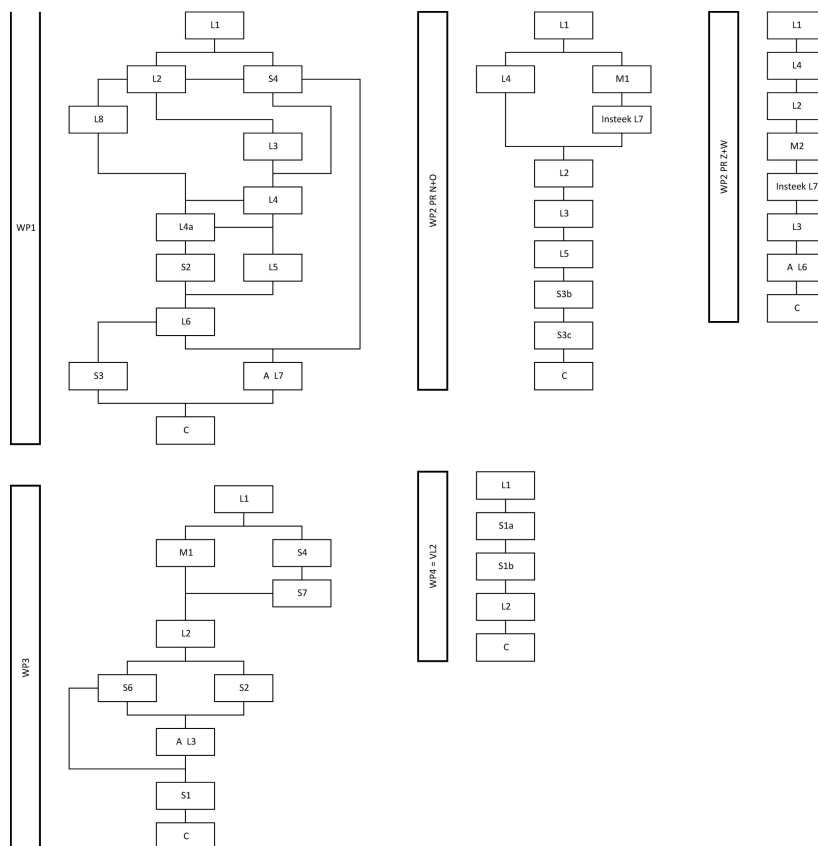 WP1
L1
L2
S4
L8
L3
L4
L4a
S2
L5
L6
S3
A L7
C
WP2 PR N+O
L1
L4
M1
Insteek L7
L2
L3
L5
S3b
S3c
C
WP2 PR Z+W
L1
L4
L2
M2
Insteek L7
L3
A L6
C
WP3
L1
M1
S4
S7
L2
S6
S2
A L3
S1
C
WP4 = VL2
L1
S1a
S1b
L2
C